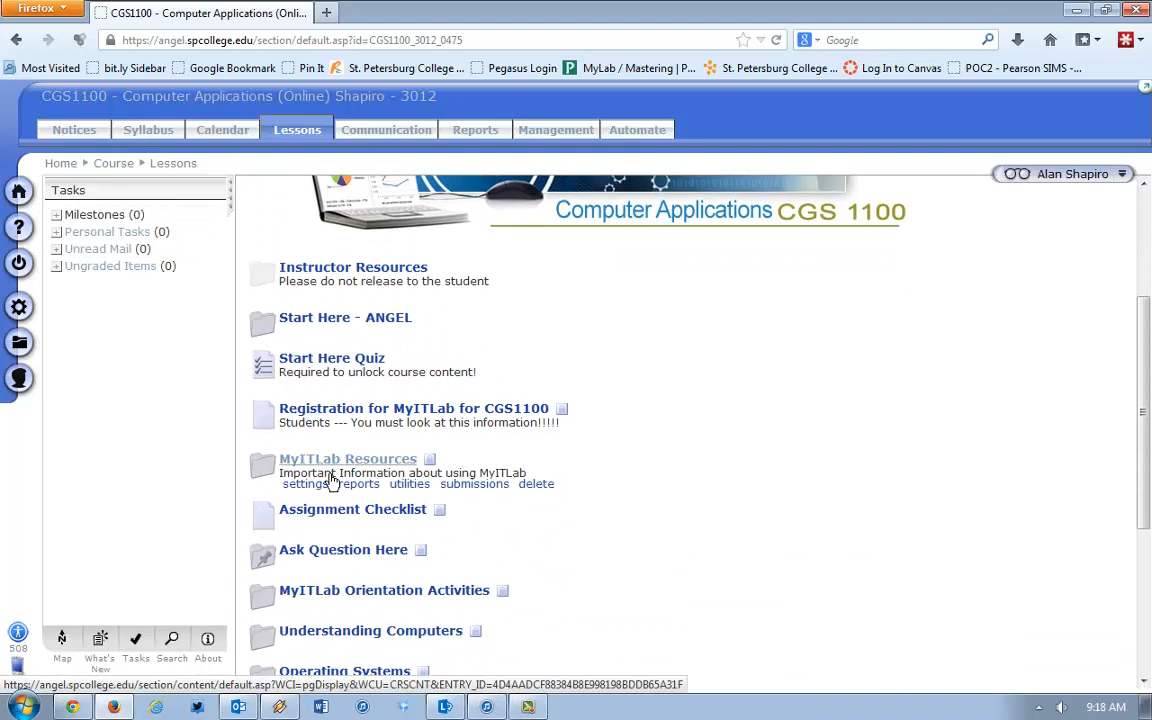 Firefox
CGS1100 - Computer Applications (Onli...
https://angel.spcollege.edu/section/default.asp?id=CGS1100_3012_0475
Google
Most Visited
bit.ly Sidebar
Google Bookmark
Pin It
St. Petersburg College ...
Pegasus Login
MyLab / Mastering | P...
St. Petersburg College ...
Log In to Canvas
POC2 - Pearson SIMS -...
CGS1100 - Computer Applications (Online) Shapiro - 3012
Notices
Syllabus
Calendar
Lessons
Communication
Reports
Management
Automate
Home
Course
Lessons
Alan Shapiro
Tasks
Milestones (0)
Personal Tasks (0)
Unread Mail (0)
Ungraded Items (0)
Computer Applications CGS 1100
Instructor Resources
Please do not release to the student
Start Here - ANGEL
Start Here Quiz
Required to unlock course content!
Registration for MyITLab for CGS1100
Students --- You must look at this information!!!!!
MyITLab Resources
Important Information about using MyITLab
settings reports utilities submissions delete
Assignment Checklist
Ask Question Here
MyITLab Orientation Activities
Understanding Computers
Operating Systems
508
Map
What's New
Tasks
Search
About
https://angel.spcollege.edu/section/content/default.asp?WCI=pgDisplay&WCU=CRSCNT&ENTRY_ID=4D4AADCF88384B8E998198BDDB65A31F
9:18 AM